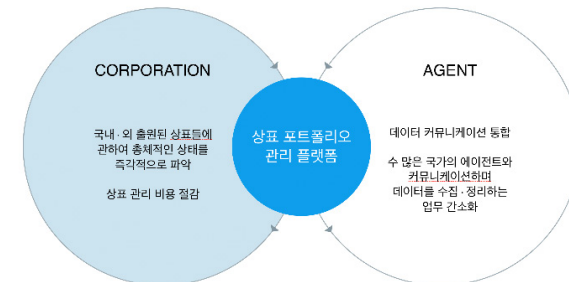 CORPORATION
국내 · 외 출원된 상표들에
관하여 총체적인 상태를
즉각적으로 파악
상표 관리 비용 절감
상표 포트폴리오
관리 플랫폼
AGENT
데이터 커뮤니케이션 통합
수 많은 국가의 에이전트와
커뮤니케이션하며
데이터를 수집 · 정리하는
업무 간소화